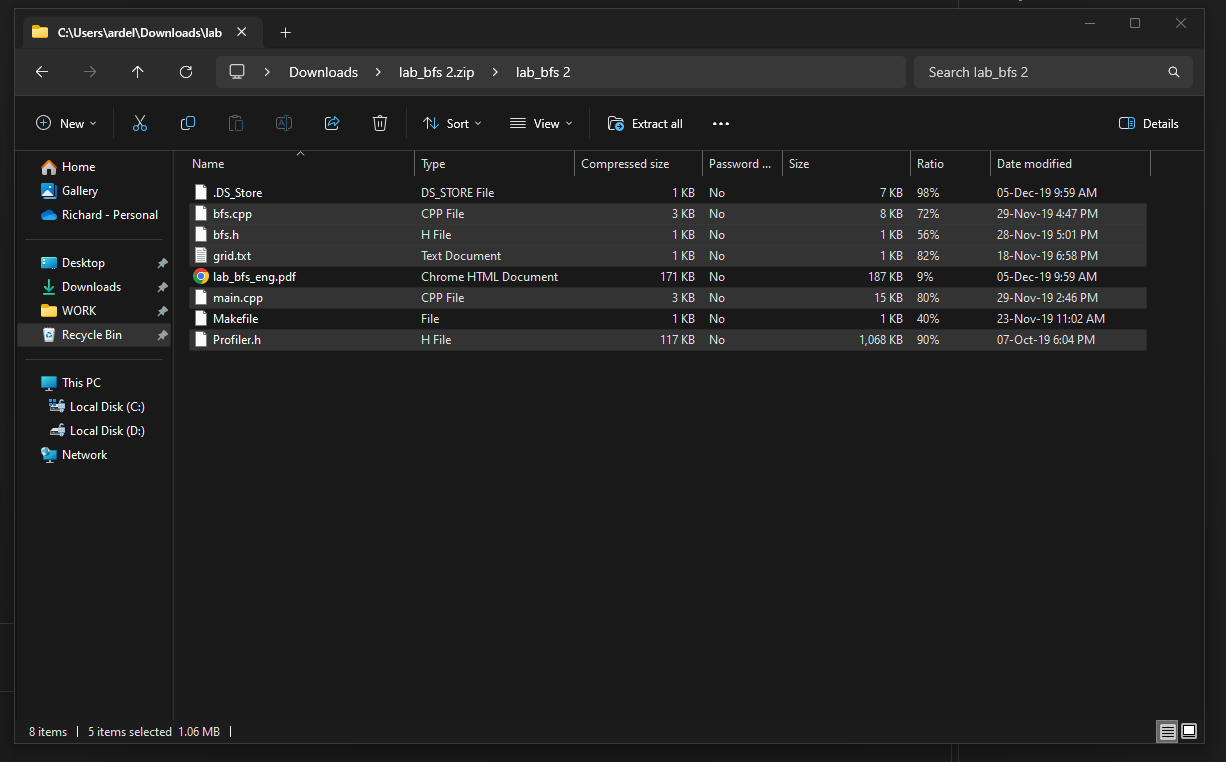 C:\Users\ardel\Downloads\lab
Downloads > lab_bfs 2.zip > lab_bfs 2
Search lab_bfs 2
New
Sort
View
Extract all
Details
Home
Gallery
Richard - Personal
Desktop
Downloads
WORK
Recycle Bin
This PC
Local Disk (C:)
Local Disk (D:)
Network
Name Type Compressed size Password ... Size Ratio Date modified
.DS_Store DS_STORE File 1 KB No 7 KB 98% 05-Dec-19 9:59 AM
bfs.cpp CPP File 3 KB No 8 KB 72% 29-Nov-19 4:47 PM
bfs.h H File 1 KB No 1 KB 56% 28-Nov-19 5:01 PM
grid.txt Text Document 1 KB No 1 KB 82% 18-Nov-19 6:58 PM
lab_bfs_eng.pdf Chrome HTML Document 171 KB No 187 KB 9% 05-Dec-19 9:59 AM
main.cpp CPP File 3 KB No 15 KB 80% 29-Nov-19 2:46 PM
Makefile File 1 KB No 1 KB 40% 23-Nov-19 11:02 AM
Profiler.h H File 117 KB No 1,068 KB 90% 07-Oct-19 6:04 PM
8 items | 5 items selected 1.06 MB |